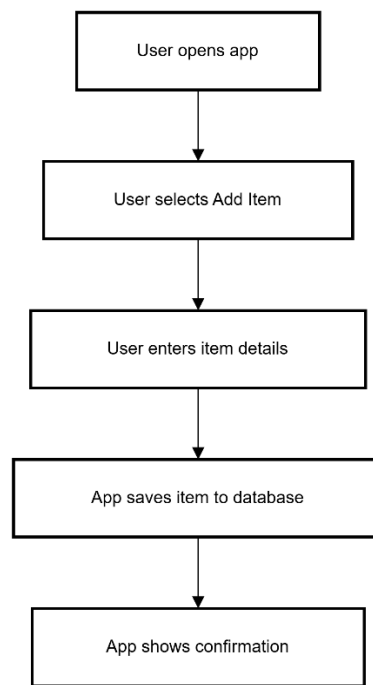 User opens app
User selects Add Item
User enters item details
App saves item to database
App shows confirmation